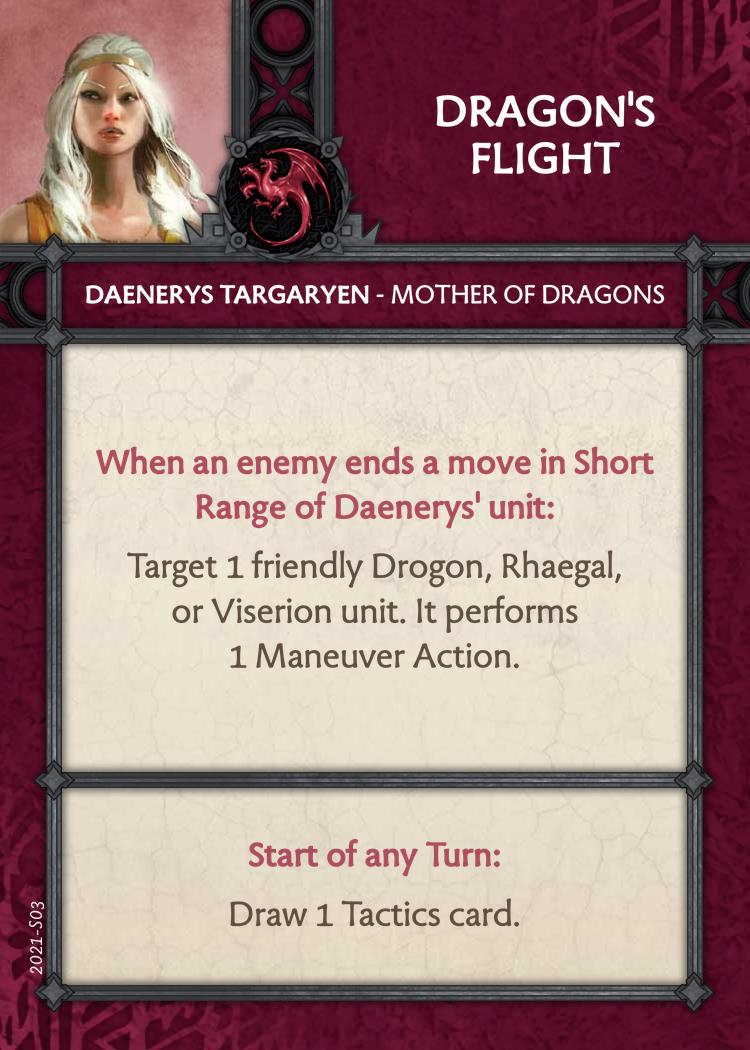 DRAGON'S
FLIGHT
DAENERYS TARGARYEN - MOTHER OF DRAGONS
When an enemy ends a move in Short
Range of Daenerys' unit:
Target 1 friendly Drogon, Rhaegal,
or Viserion unit. It performs
1 Maneuver Action.
Start of any Turn:
Draw 1 Tactics card.
2021-S03